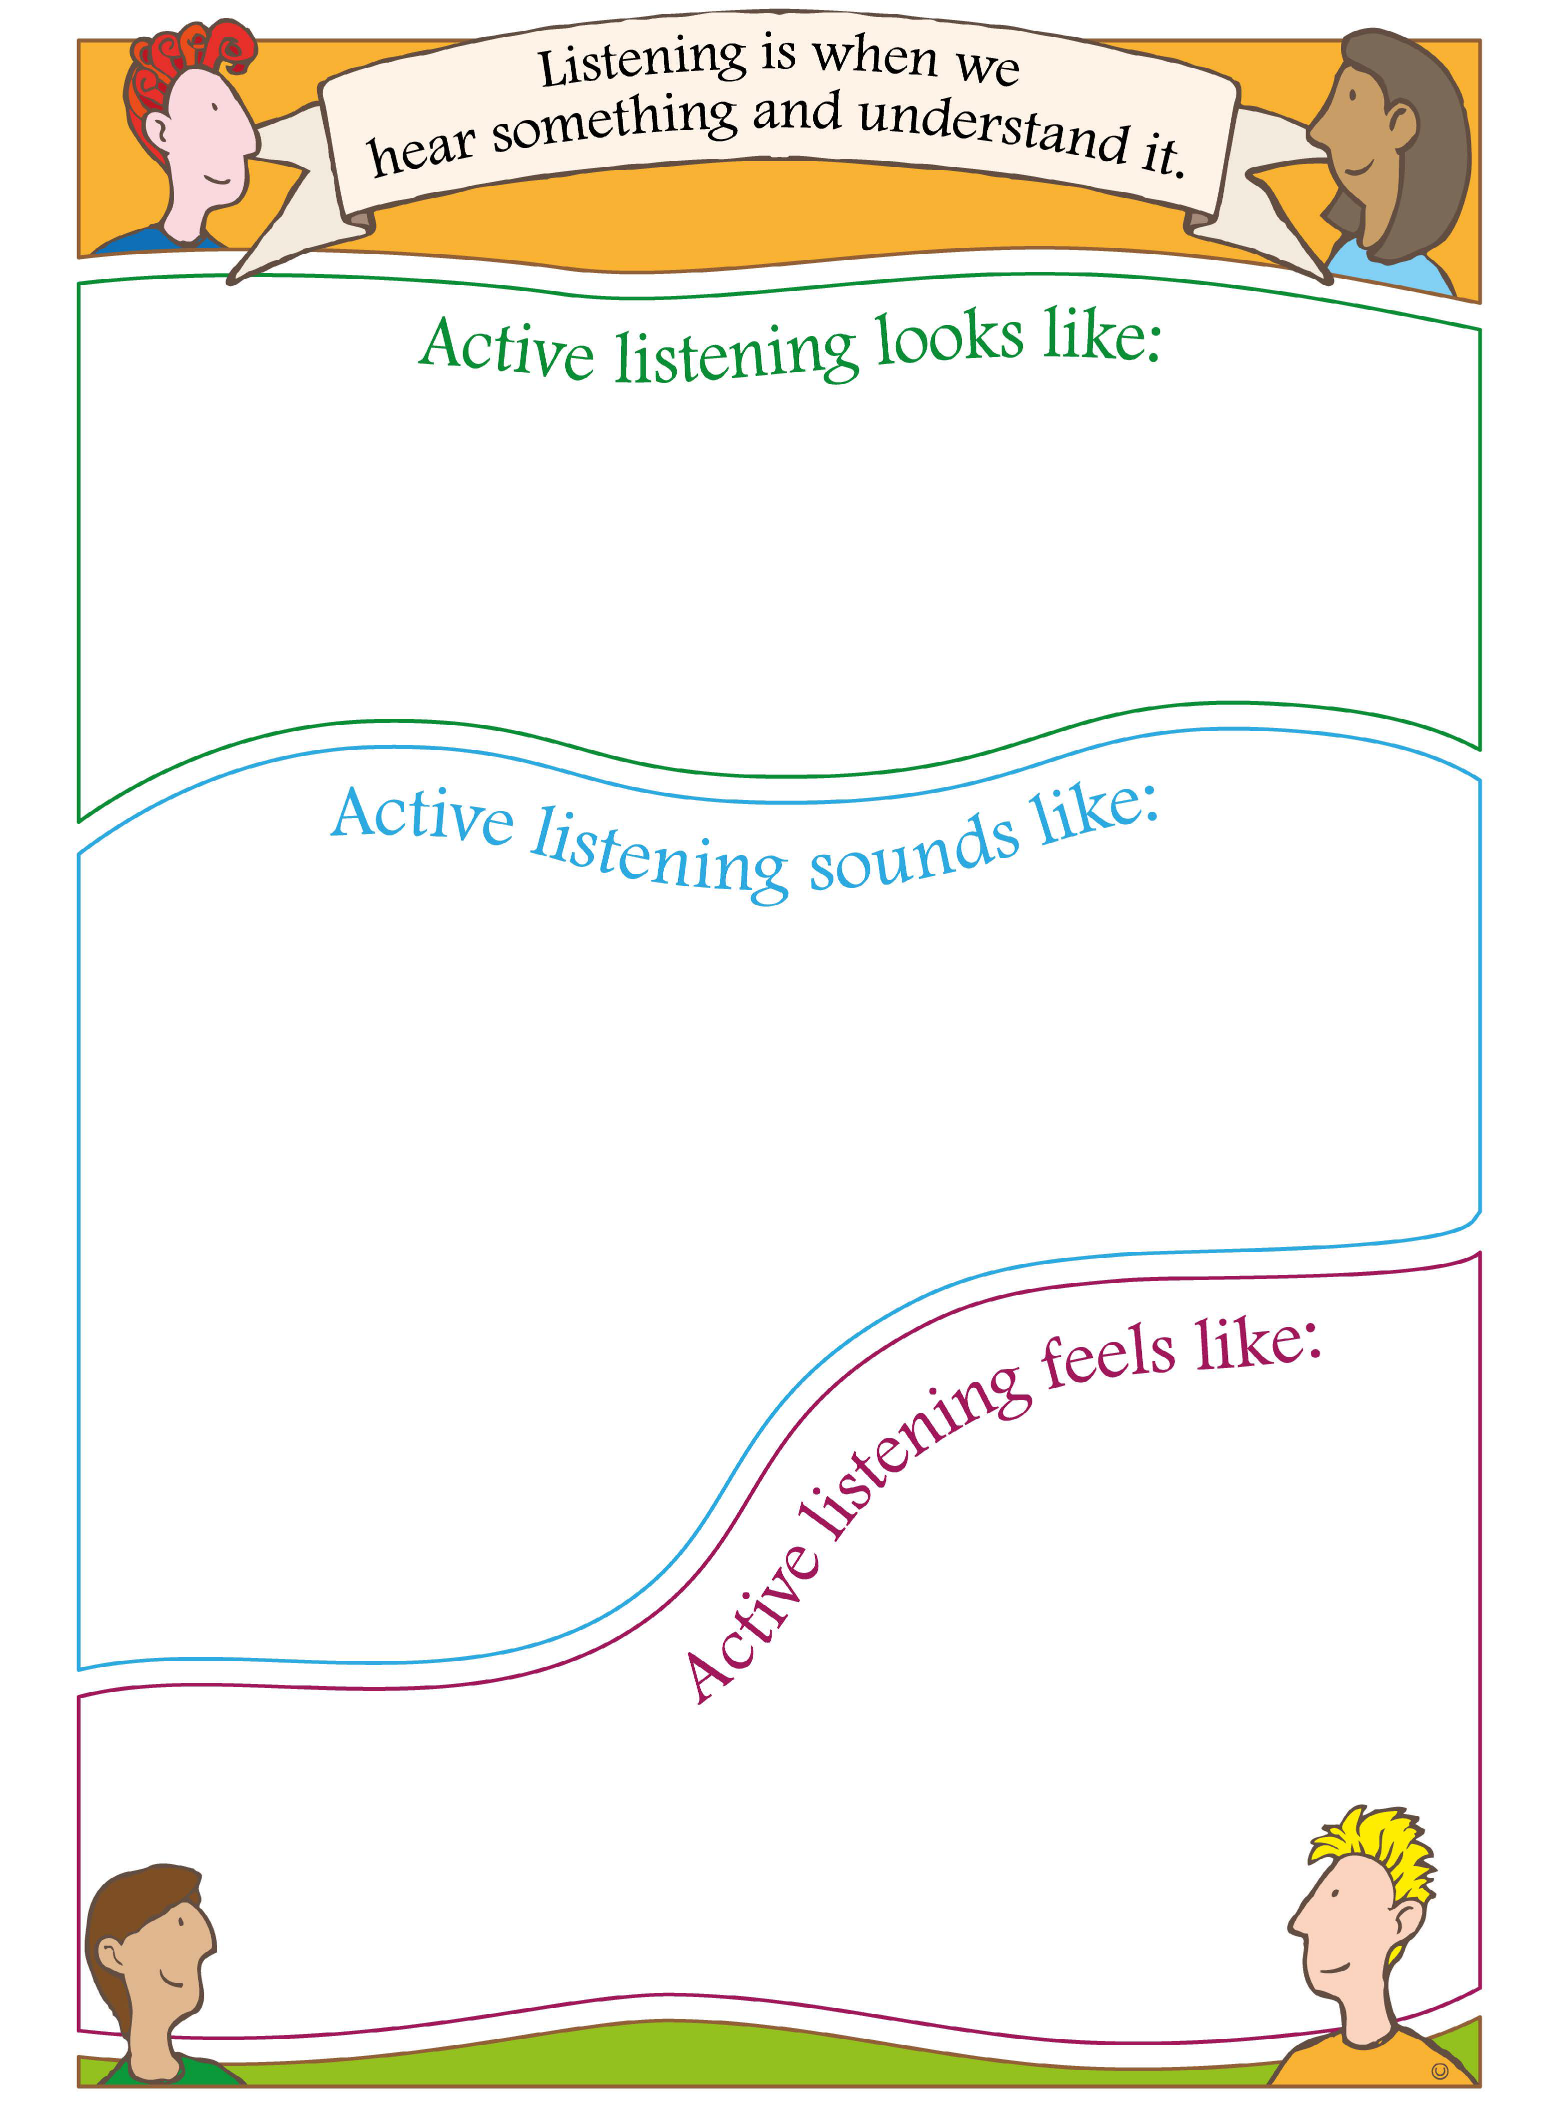 Listening is when we
hear something and understand it.
Active listening looks like:
Active listening sounds like:
Active listening feels like: